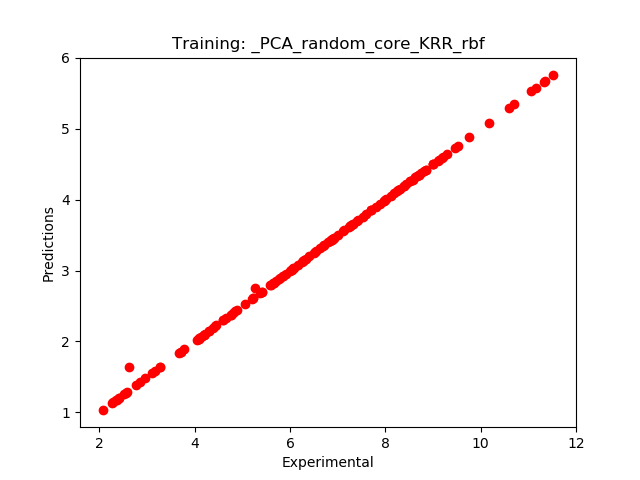 Training: _PCA_random_core_KRR_rbf
6
5
4
3
2
1
Predictions
2 4 6 8 10 12
Experimental